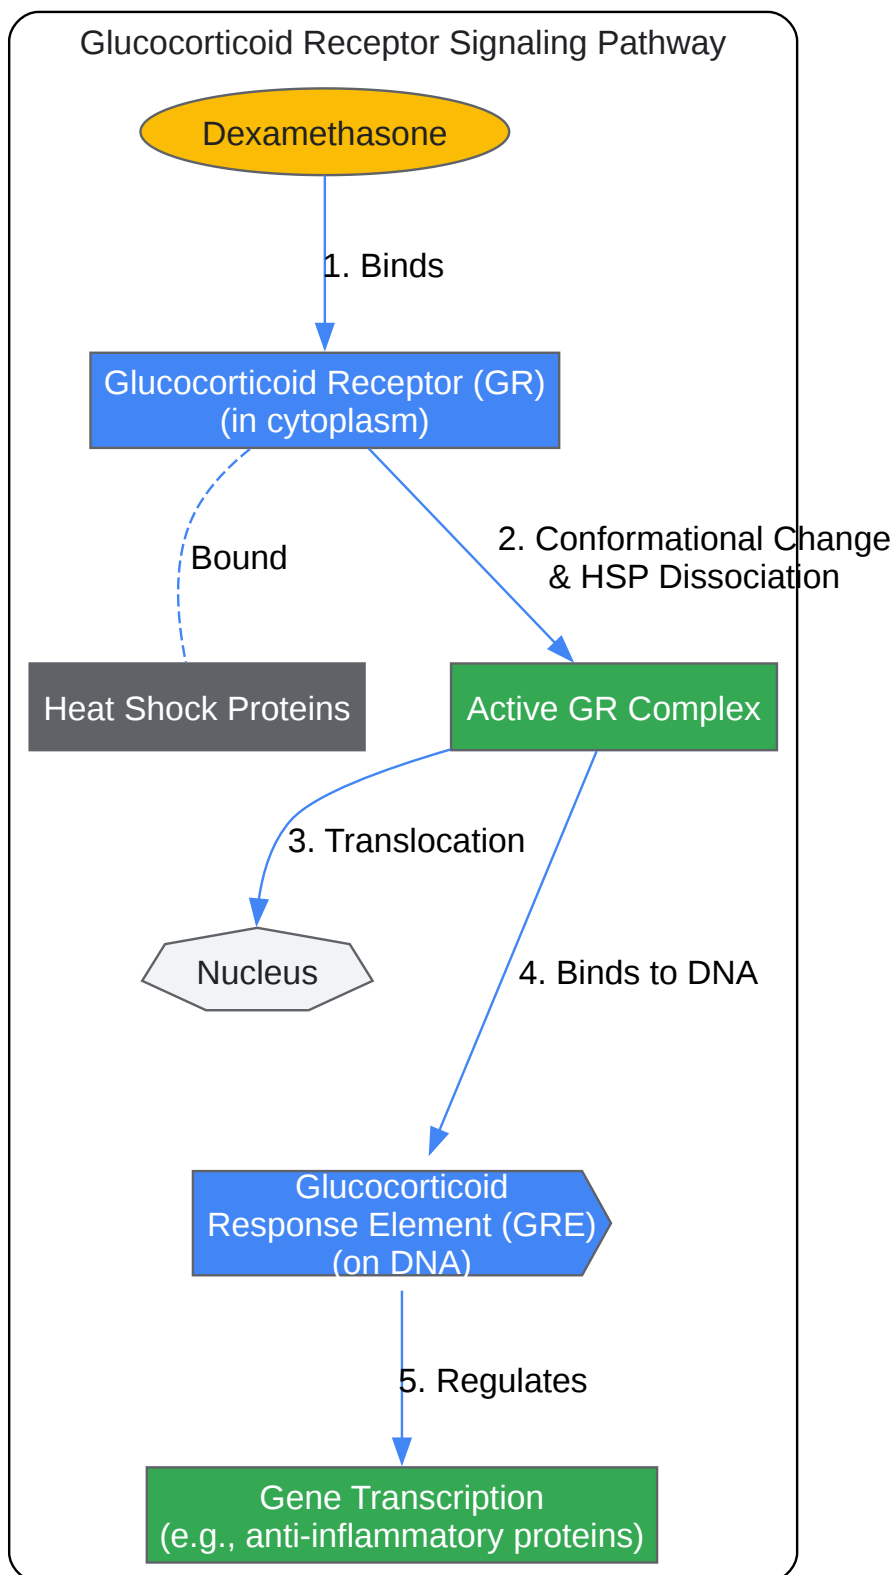 Glucocorticoid Receptor Signaling Pathway
Dexamethasone
1. Binds
Glucocorticoid Receptor (GR)
(in cytoplasm)
2. Conformational Change
& HSP Dissociation
Bound
Heat Shock Proteins
Active GR Complex
3. Translocation
Nucleus
4. Binds to DNA
Glucocorticoid
Response Element (GRE)
(on DNA)
5. Regulates
Gene Transcription
(e.g., anti-inflammatory proteins)